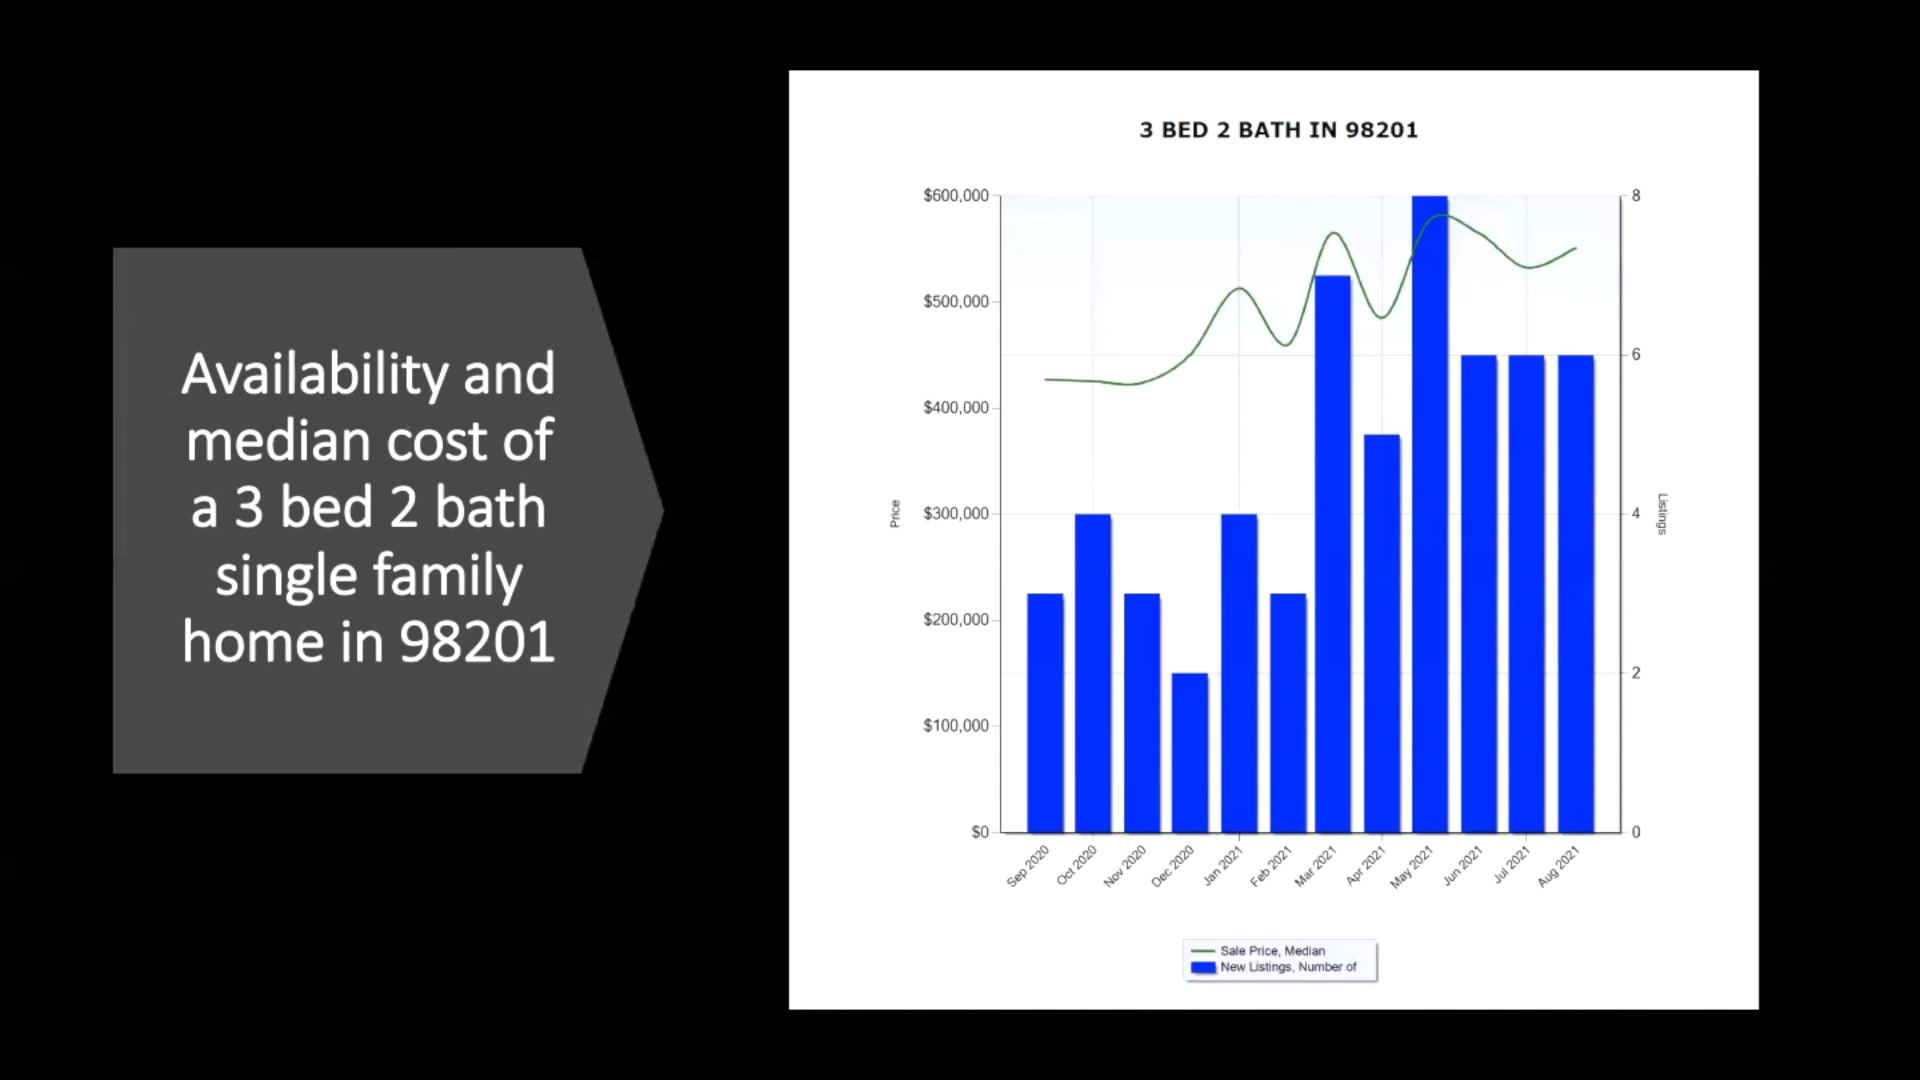 Availability and
median cost of
a 3 bed 2 bath
single family
home in 98201
3 BED 2 BATH IN 98201
$600,000
$500,000
$400,000
$300,000
$200,000
$100,000
$0
Price
8
6
4
2
0
Listings
Sep 2020
Oct 2020
Nov 2020
Dec 2020
Jan 2021
Feb 2021
Mar 2021
Apr 2021
May 2021
Jun 2021
Jul 2021
Aug 2021
Sale Price, Median
New Listings, Number of